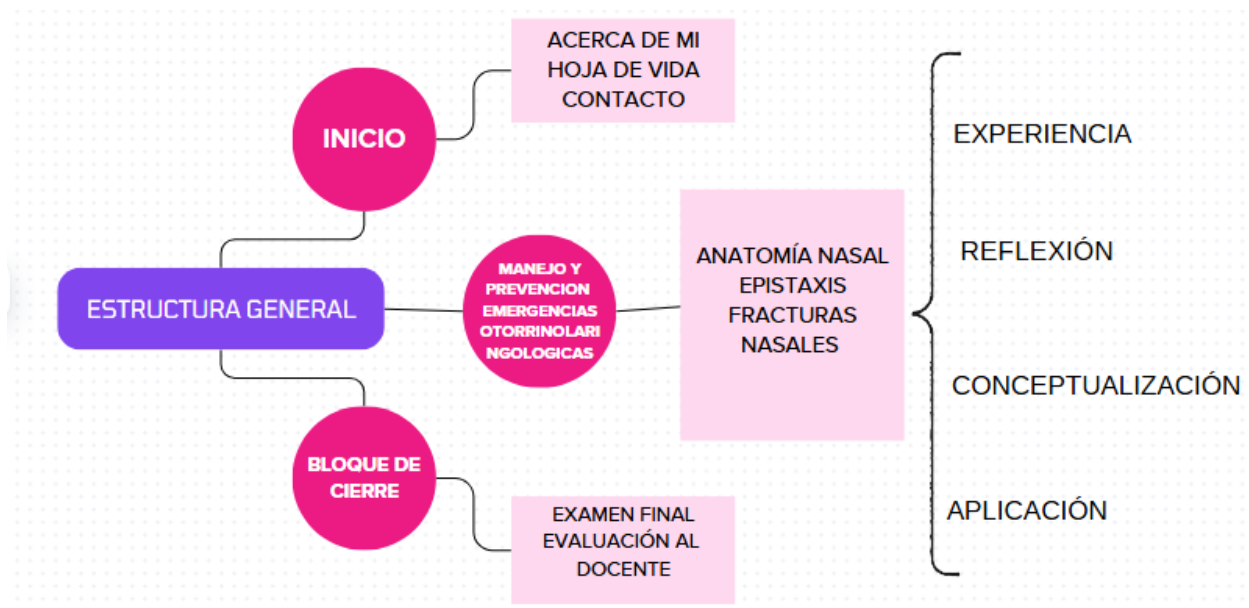 ACERCA DE MI
HOJA DE VIDA
CONTACTO
INICIO
EXPERIENCIA
REFLEXIÓN
ANATOMÍA NASAL
EPISTAXIS
FRACTURAS
NASALES
MANEJO Y
PREVENCION
EMERGENCIAS
OTORRINOLARI
NGOLOGICAS
ESTRUCTURA GENERAL
CONCEPTUALIZACIÓN
BLOQUE DE
CIERRE
APLICACIÓN
EXAMEN FINAL
EVALUACIÓN AL
DOCENTE